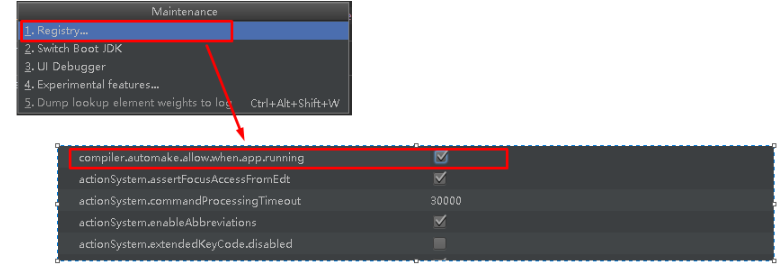 Maintenance
1. Registry...
2. Switch Boot JDK
3. UI Debugger
4. Experimental features...
5. Dump lookup element weights to log Ctrl+Alt+Shift+W
compiler.automake.allow.when.app.running
actionSystem.assertFocusAccessFromEdt
actionSystem.commandProcessingTimeout 30000
actionSystem.enableAbbreviations
actionSystem.extendedKeyCode.disabled